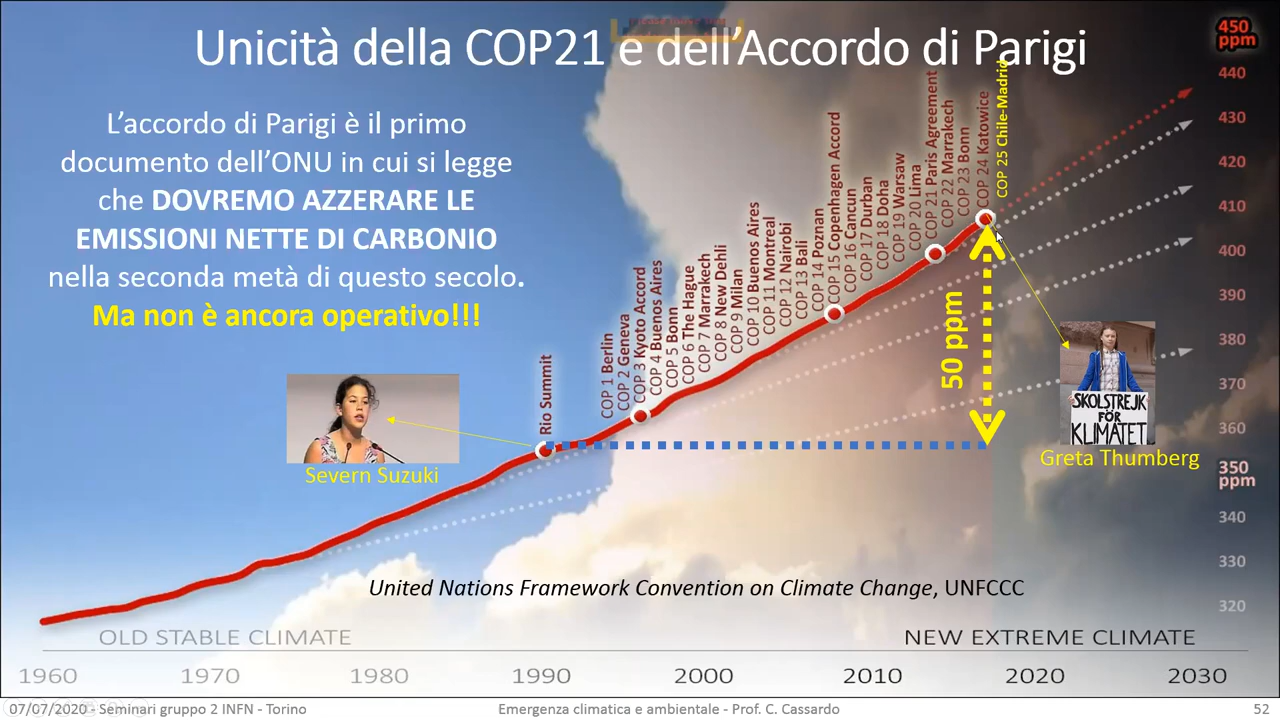 Unicità della COP21 e dell'Accordo di Parigi
L'accordo di Parigi è il primo
documento dell'ONU in cui si legge
che DOVREMO AZZERARE LE
EMISSIONI NETTE DI CARBONIO
nella seconda metà di questo secolo.
Ma non è ancora operativo!!!
Severn Suzuki
Rio Summit
COP 1 Berlin
COP 2 Geneva
COP 3 Kyoto Accord
COP 4 Buenos Aires
COP 5 Bonn
COP 6 The Hague
COP 7 Marrakech
COP 8 New Dehli
COP 9 Milan
COP 10 Buenos Aires
COP 11 Montreal
COP 12 Nairobi
COP 13 Bali
COP 14 Poznan
COP 15 Copenhagen Accord
COP 16 Cancun
COP 17 Durban
COP 18 Doha
COP 19 Warsaw
COP 20 Lima
COP 21 Paris Agreement
COP 22 Marrakech
COP 23 Bonn
COP 24 Katowice
COP 25 Chile-Madrid
50 ppm
SKOLSTREJK
FÖR
KLIMATET
Greta Thumberg
450
ppm
440
430
420
410
400
390
380
370
360
350
ppm
340
330
320
United Nations Framework Convention on Climate Change, UNFCCC
OLD STABLE CLIMATE
NEW EXTREME CLIMATE
1960 1970 1980 1990 2000 2010 2020 2030
07/07/2020 - Seminari gruppo 2 INFN - Torino
Emergenza climatica e ambientale - Prof. C. Cassardo
52